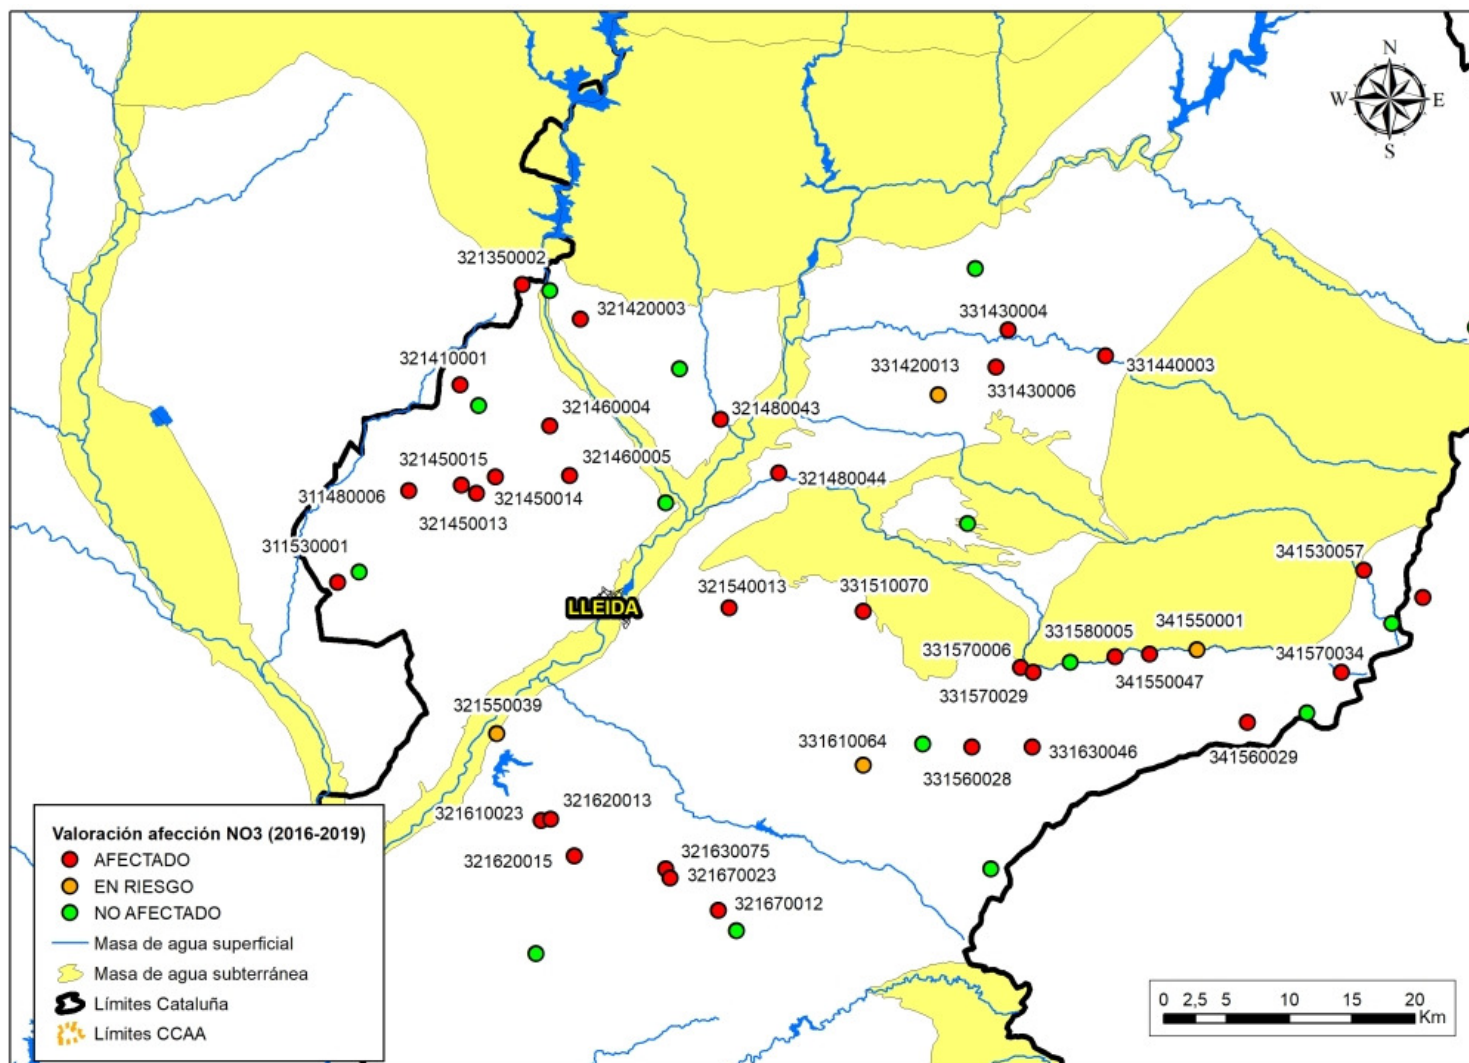 N
W
E
S
321350002
321420003
331430004
321410001
331420013
331440003
331430006
321460004
321480043
321450015
321460005
321480044
311480006
321450014
321450013
311530001
341530057
LLEIDA
321540013
331510070
331580005
341550001
331570006
341570034
331570029
341550047
321550039
331610064
331560028
331630046
341560029
321610023
321620013
321620015
321630075
321670023
321670012
Valoración afección NO3 (2016-2019)
AFECTADO
EN RIESGO
NO AFECTADO
Masa de agua superficial
Masa de agua subterránea
Límites Cataluña
Límites CCAA
0 2,5 5 10 15 20
Km